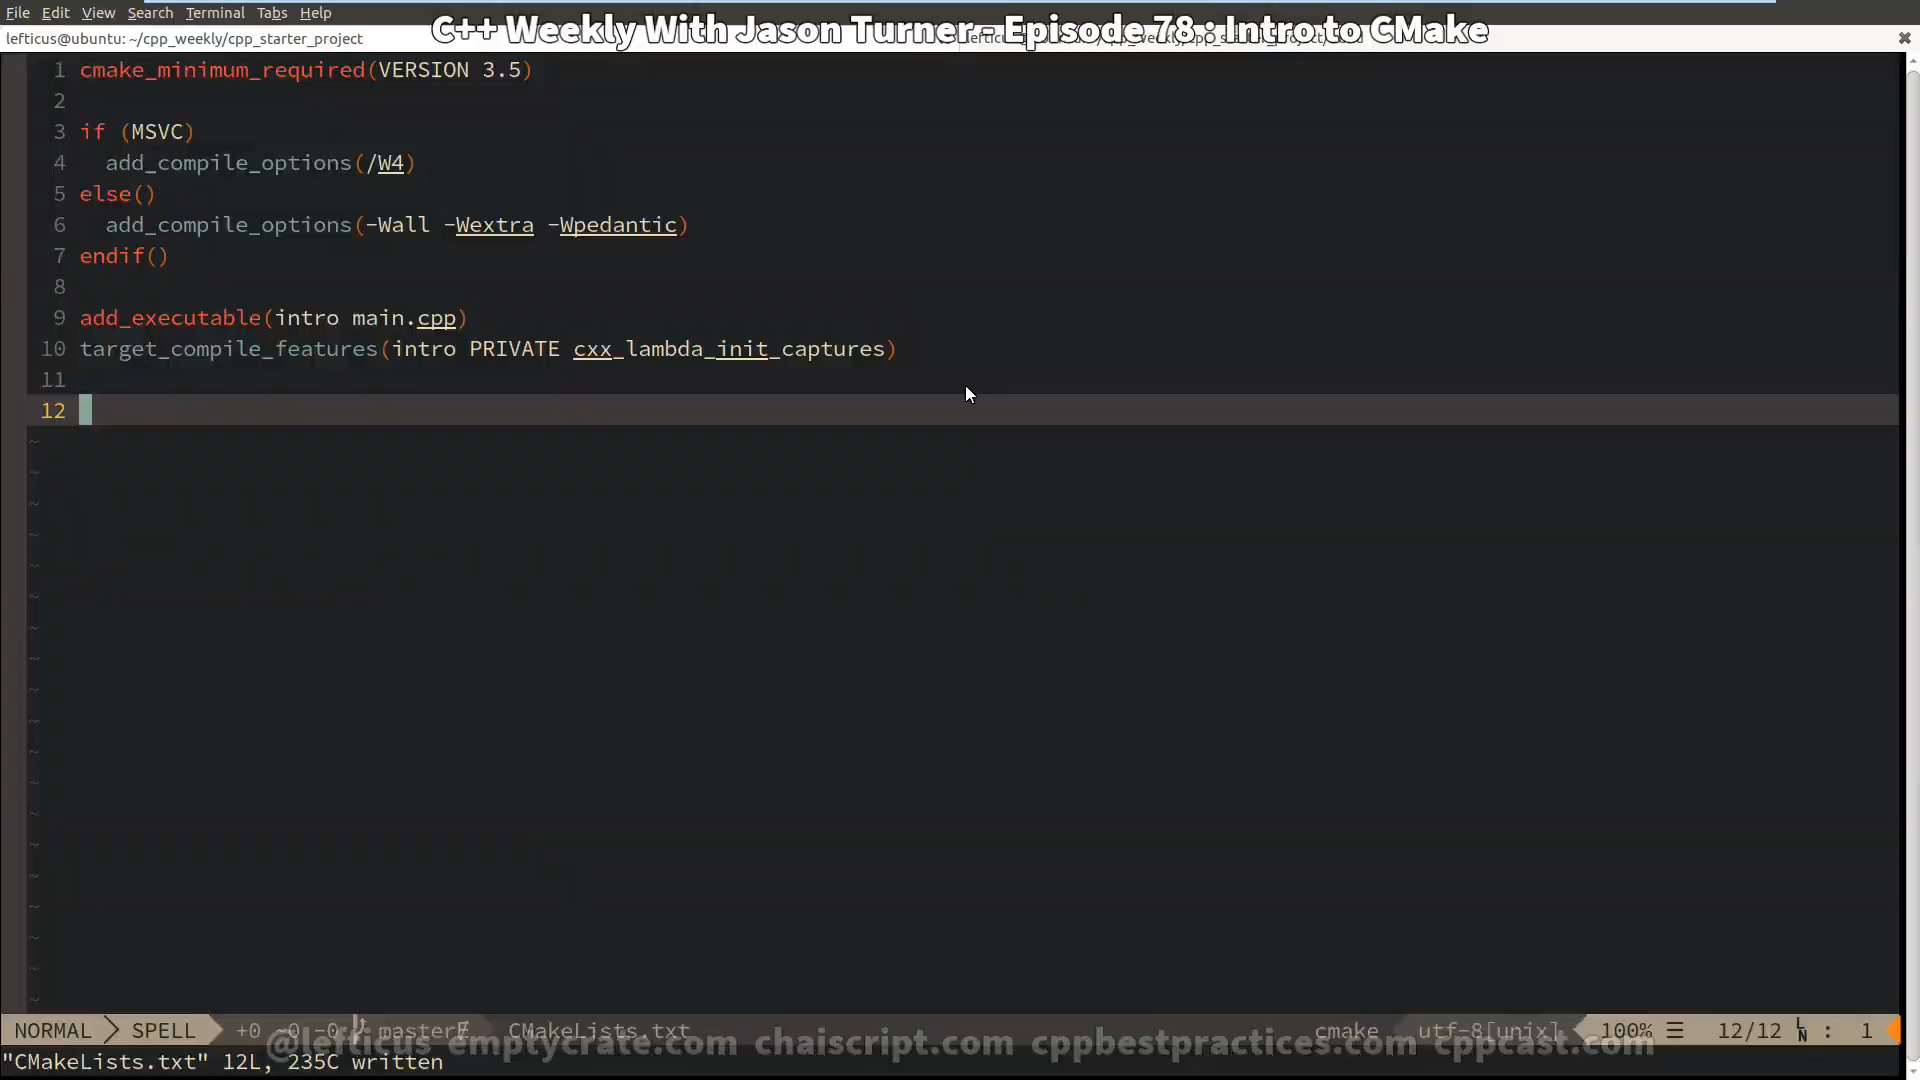 File Edit View Search Terminal Tabs Help
C++ Weekly With Jason Turner - Episode 78 : Intro to CMake
lefticus@ubuntu: ~/cpp_weekly/cpp_starter_project
1 cmake_minimum_required(VERSION 3.5)
2
3 if (MSVC)
4 add_compile_options(/W4)
5 else()
6 add_compile_options(-Wall -Wextra -Wpedantic)
7 endif()
8
9 add_executable(intro main.cpp)
10 target_compile_features(intro PRIVATE cxx_lambda_init_captures)
11
12
NORMAL SPELL +0 ~0 -0 master CMakeLists.txt cmake utf-8[unix] 100% ☰ 12/12 : 1
@lefticus emptycrate.com chaiscript.com cppbestpractices.com cppcast.com
"CMakeLists.txt" 12L, 235C written